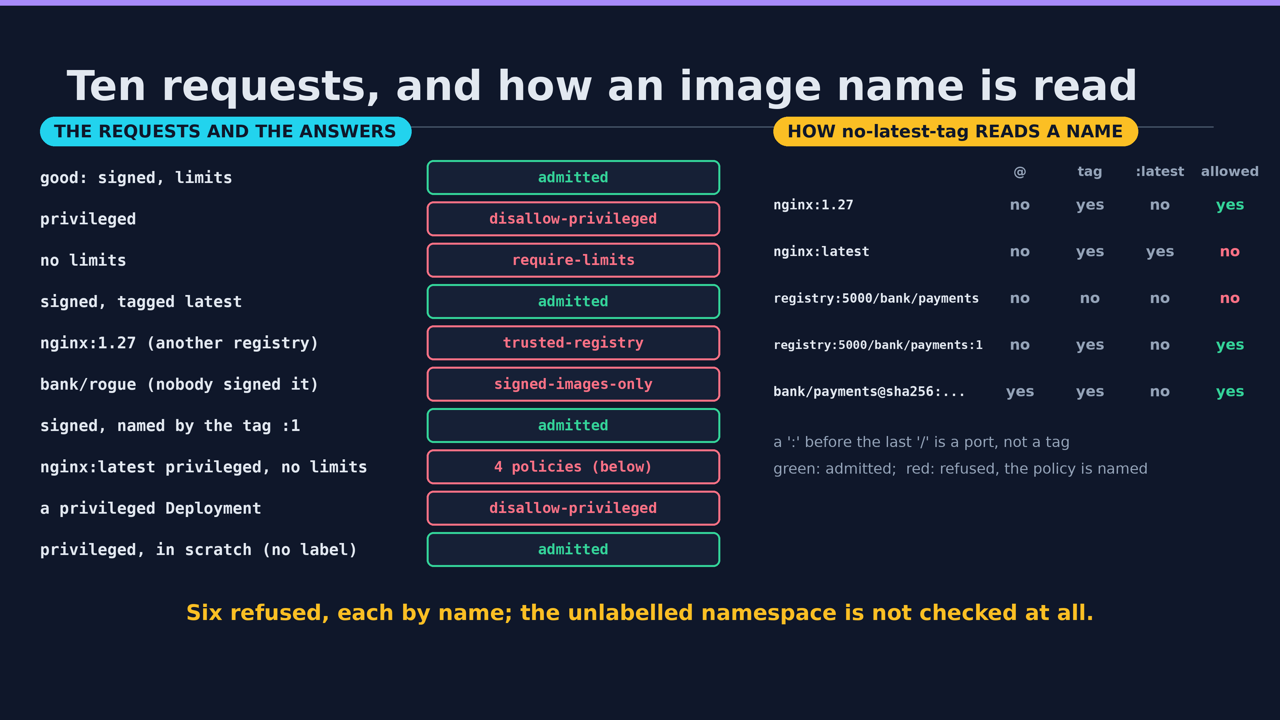 Ten requests, and how an image name is read
THE REQUESTS AND THE ANSWERS
good: signed, limits admitted
privileged disallow-privileged
no limits require-limits
signed, tagged latest admitted
nginx:1.27 (another registry) trusted-registry
bank/rogue (nobody signed it) signed-images-only
signed, named by the tag :1 admitted
nginx:latest privileged, no limits 4 policies (below)
a privileged Deployment disallow-privileged
privileged, in scratch (no label) admitted
HOW no-latest-tag READS A NAME
@ tag :latest allowed
nginx:1.27 no yes no yes
nginx:latest no yes yes no
registry:5000/bank/payments no no no no
registry:5000/bank/payments:1 no yes no yes
bank/payments@sha256:... yes yes no yes
a ':' before the last '/' is a port, not a tag
green: admitted; red: refused, the policy is named
Six refused, each by name; the unlabelled namespace is not checked at all.